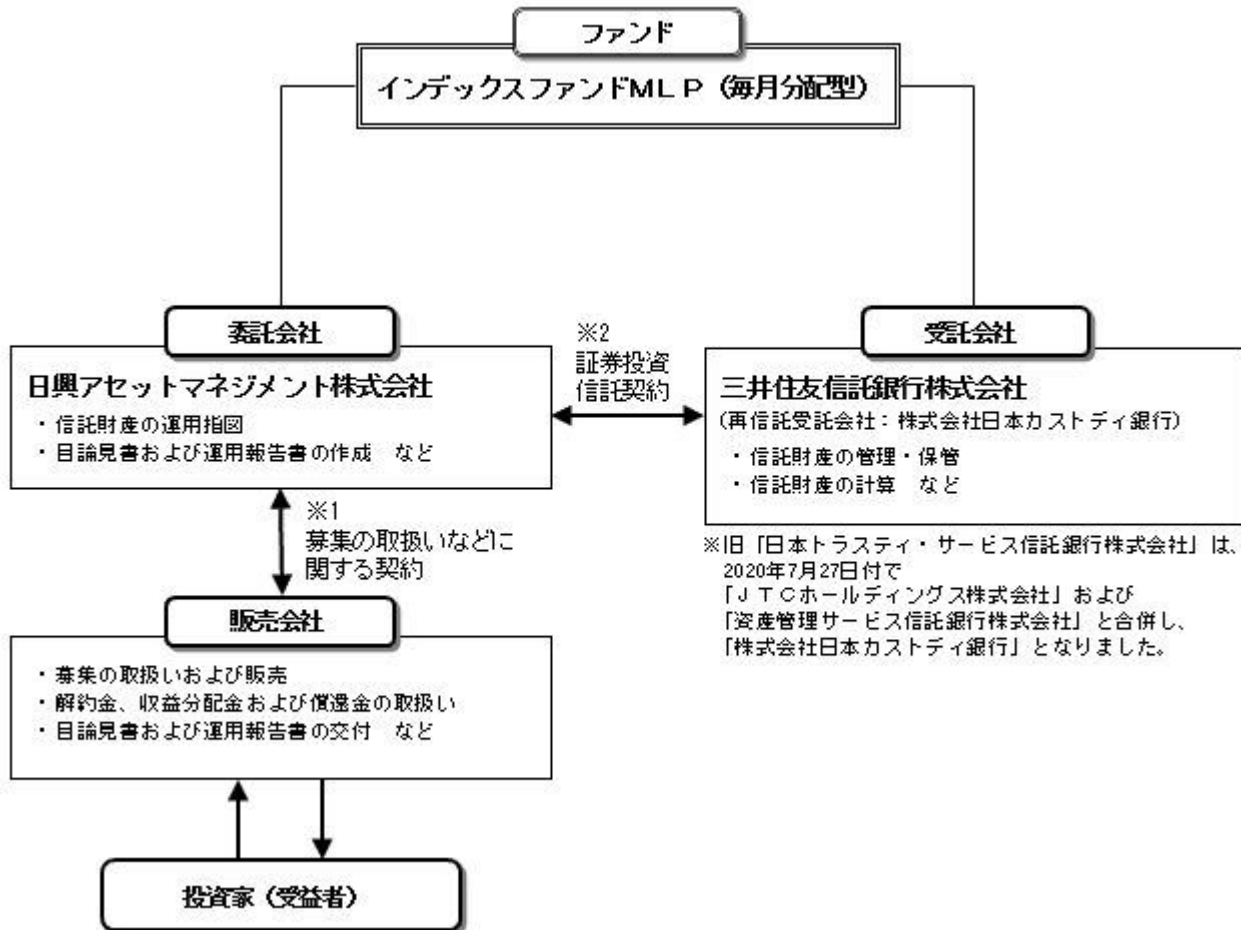 ファンド
インデックスファンドMLP（毎月分配型）
委託会社
日興アセットマネジメント株式会社
・信託財産の運用指図
・目論見書および運用報告書の作成　など
※2
証券投資
信託契約
受託会社
三井住友信託銀行株式会社
(再信託受託会社：株式会社日本カストディ銀行)
・信託財産の管理・保管
・信託財産の計算　など
※旧「日本トラスティ・サービス信託銀行株式会社」は、
2020年7月27日付で
「ＪＴＣホールディングス株式会社」および
「資産管理サービス信託銀行株式会社」と合併し、
「株式会社日本カストディ銀行」となりました。
※1
募集の取扱いなどに
関する契約
販売会社
・募集の取扱いおよび販売
・解約金、収益分配金および償還金の取扱い
・目論見書および運用報告書の交付　など
投資家（受益者）